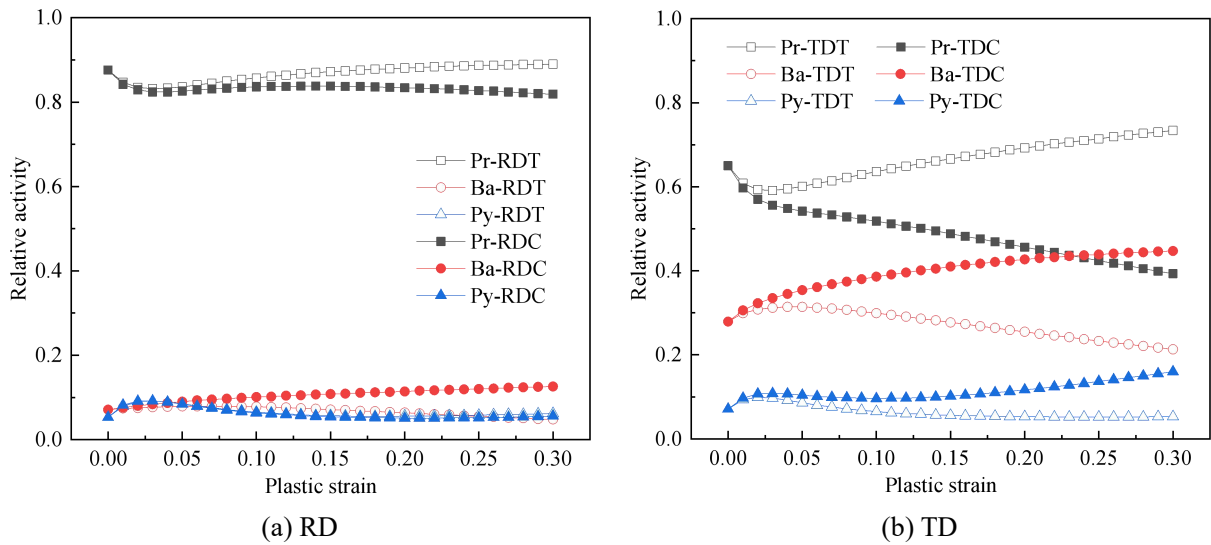 1.0
0.8
0.6
0.4
0.2
0.0
Relative activity
Pr-RDT
Ba-RDT
Py-RDT
Pr-RDC
Ba-RDC
Py-RDC
0.00 0.05 0.10 0.15 0.20 0.25 0.30
Plastic strain
(a) RD
1.0
0.8
0.6
0.4
0.2
0.0
Relative activity
Pr-TDT Pr-TDC
Ba-TDT Ba-TDC
Py-TDT Py-TDC
0.00 0.05 0.10 0.15 0.20 0.25 0.30
Plastic strain
(b) TD